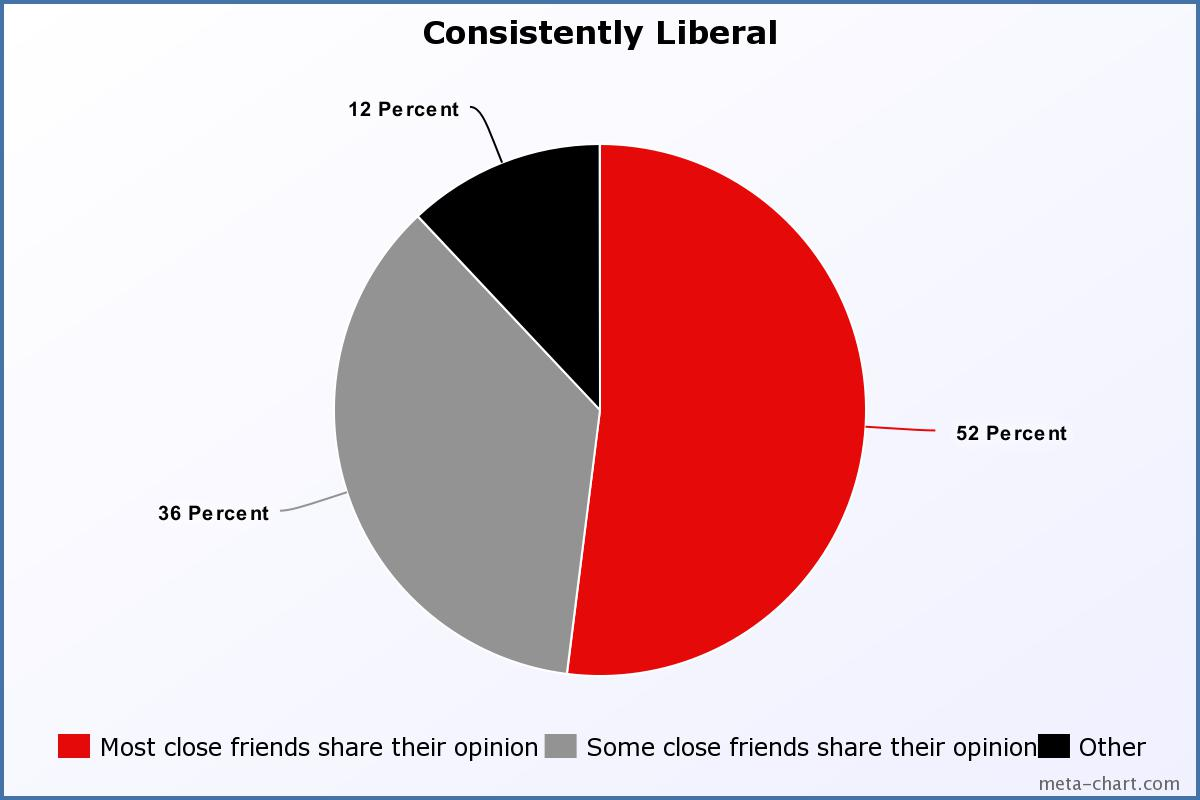 Consistently Liberal
12 Percent
52 Percent
36 Percent
Most close friends share their opinion Some close friends share their opinion Other
meta-chart.com